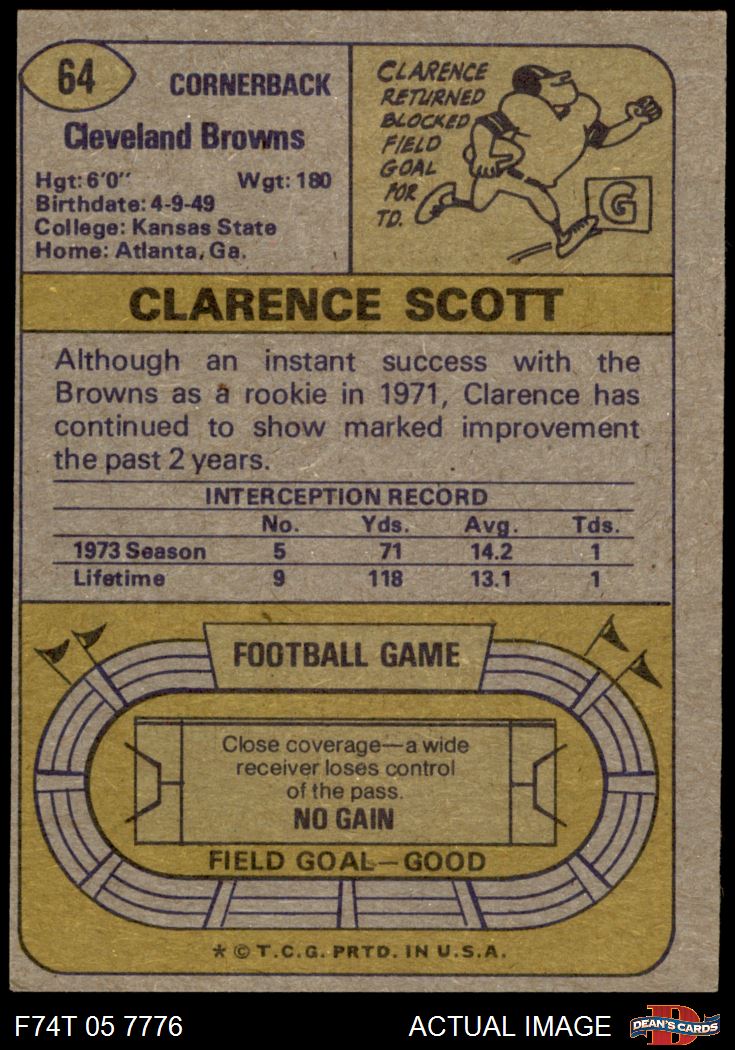 64
CORNERBACK
Cleveland Browns
Hgt: 6'0" Wgt: 180
Birthdate: 4-9-49
College: Kansas State
Home: Atlanta, Ga.
CLARENCE
RETURNED
BLOCKED
FIELD
GOAL
FOR
TD.
G
CLARENCE SCOTT
Although an instant success with the
Browns as a rookie in 1971, Clarence has
continued to show marked improvement
the past 2 years.
INTERCEPTION RECORD
No. Yds. Avg. Tds.
1973 Season 5 71 14.2 1
Lifetime 9 118 13.1 1
FOOTBALL GAME
Close coverage—a wide
receiver loses control
of the pass.
NO GAIN
FIELD GOAL—GOOD
* © T.C.G. PRTD. IN U.S.A.
F74T 05 7776 ACTUAL IMAGE
D
DEAN'S CARDS